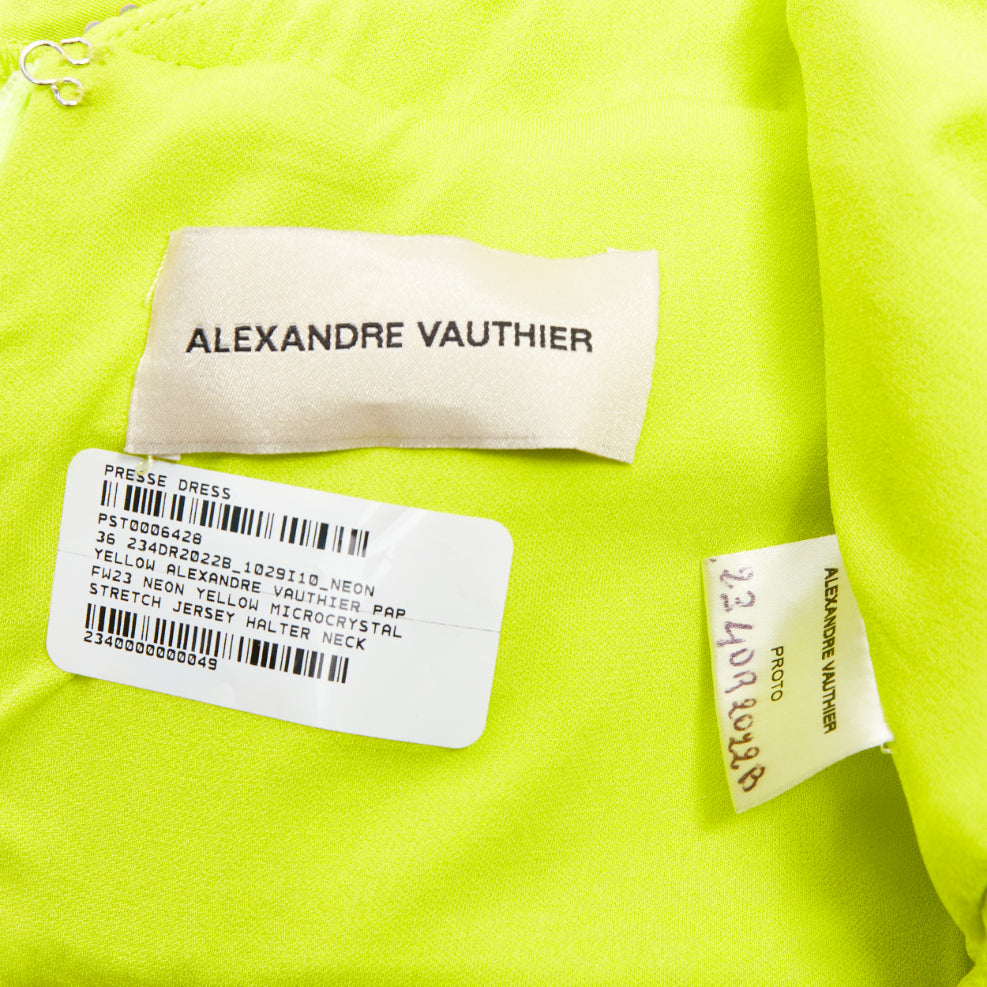 ALEXANDRE VAUTHIER
PRESSE DRESS
PST0006428
36 234DR2022B_1029I10_NEON
YELLOW ALEXANDRE VAUTHIER PAP
FW23 NEON YELLOW MICROCRYSTAL
STRETCH JERSEY HALTER NECK
2340000000049
ALEXANDRE VAUTHIER
PROTO
234DR2022B